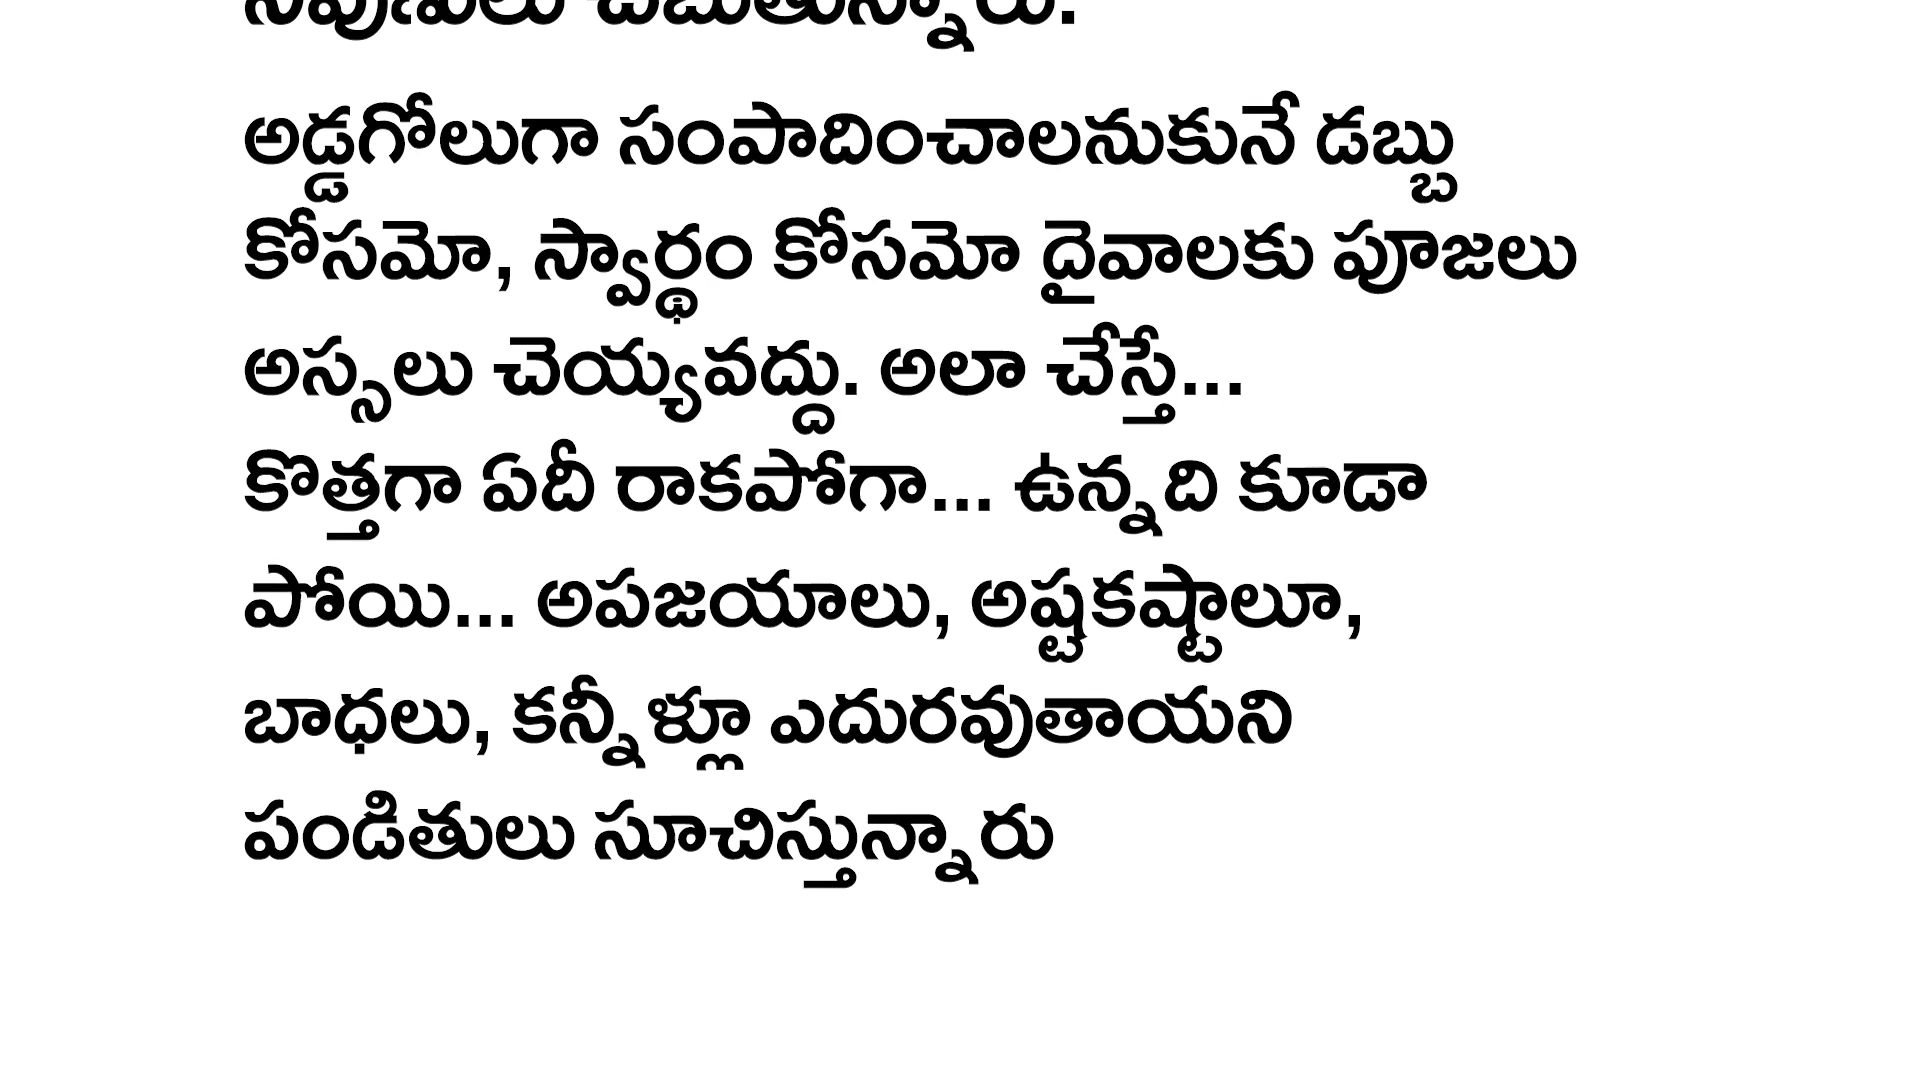 నిపుణులు చెబుతున్నారు.
అడ్డగోలుగా సంపాదించాలనుకునే డబ్బు
కోసమో, స్వార్థం కోసమో దైవాలకు పూజలు
అస్సలు చెయ్యవద్దు. అలా చేస్తే...
కొత్తగా ఏదీ రాకపోగా... ఉన్నది కూడా
పోయి... అపజయాలు, అష్టకష్టాలూ,
బాధలు, కన్నీళ్లూ ఎదురవుతాయని
పండితులు సూచిస్తున్నారు